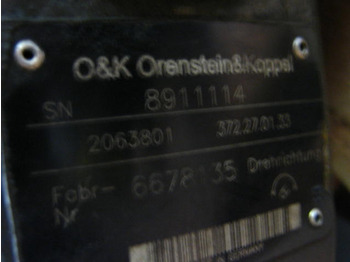 O&K Orenstein&Koppel
SN 8911114
2063801 372.27.01.33
Fabr- 6678135 Drehrichtung
Nr